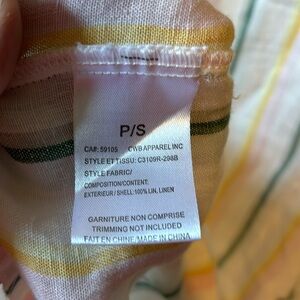 P/S
CA#: 59105 CWB APPAREL INC
STYLE ET TISSU: C3109R-298B
STYLE FABRIC/
COMPOSITION/CONTENT:
EXTERIEUR/SHELL:100% LIN, LINEN
GARNITURE NON COMPRISE
TRIMMING NOT INCLUDED
FAIT EN CHINE/MADE IN CHINA